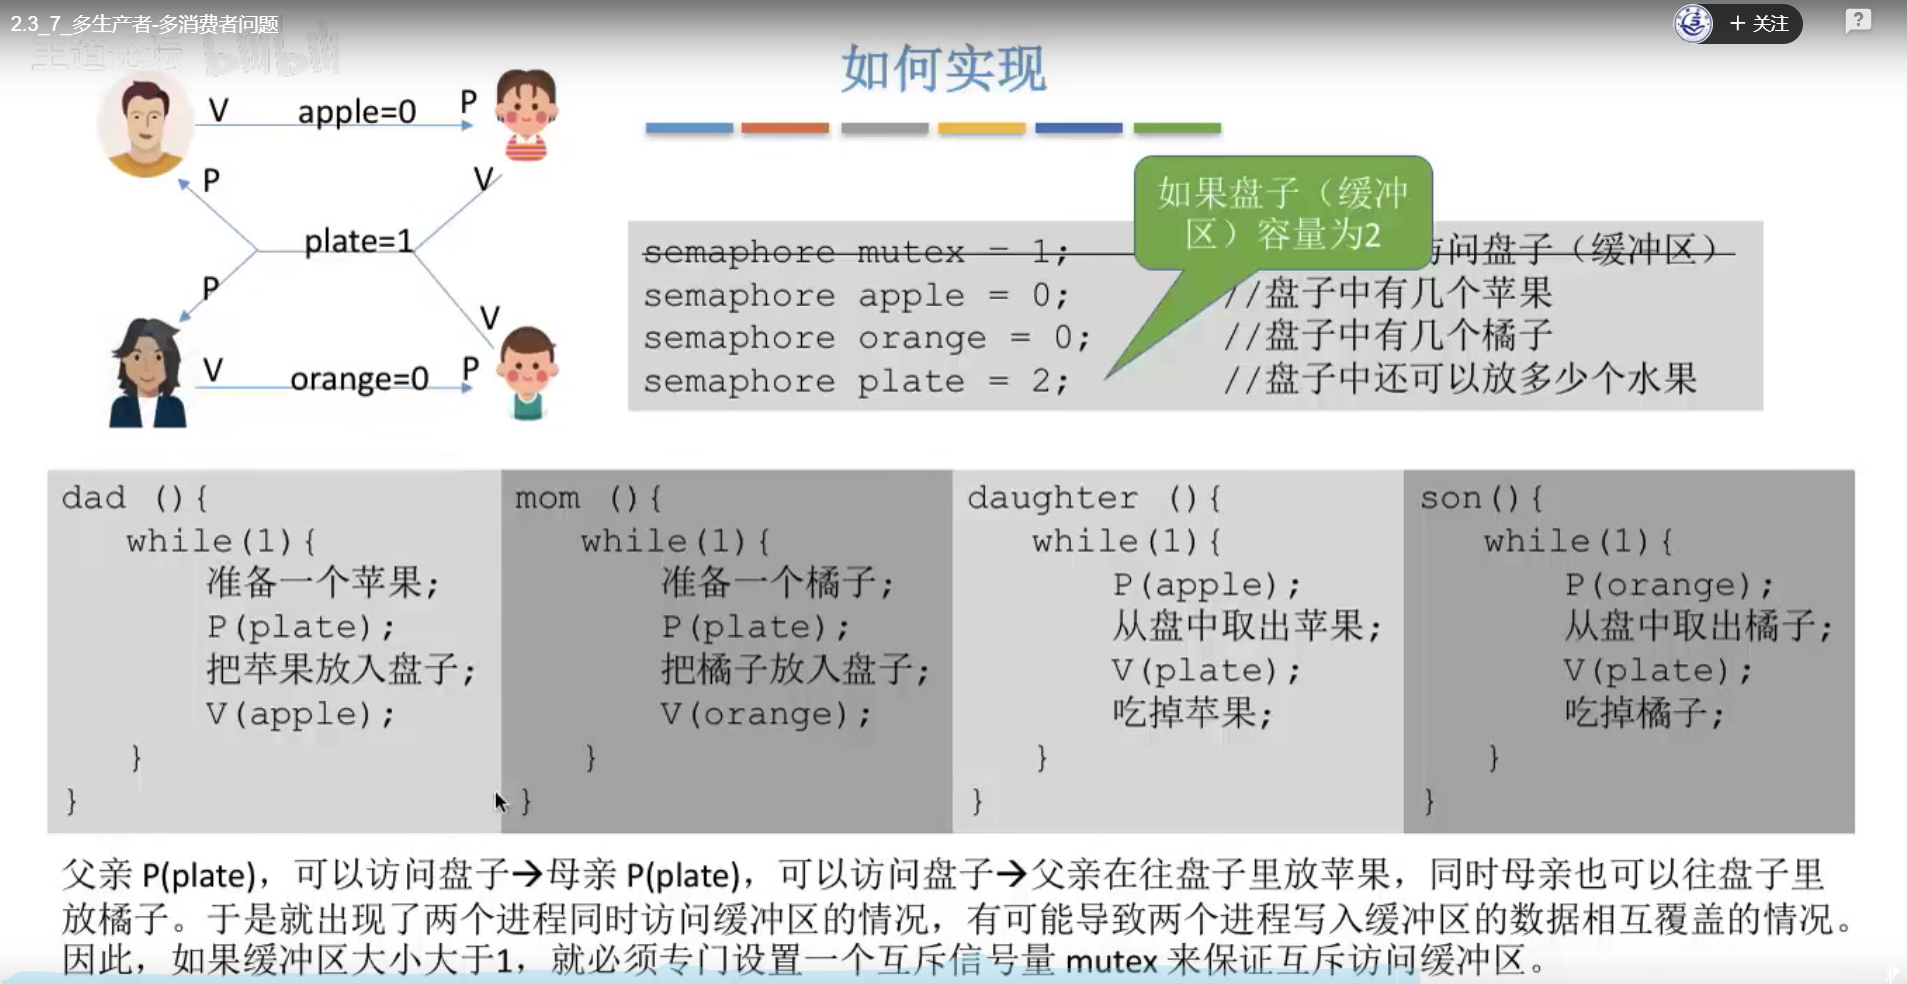 2.3_7_多生产者-多消费者问题
+ 关注
?
王道论坛 bilibili
如何实现
V apple=0 P
P V
plate=1
P V
V orange=0 P
如果盘子（缓冲
区）容量为2
semaphore mutex = 1; 访问盘子（缓冲区）
semaphore apple = 0; //盘子中有几个苹果
semaphore orange = 0; //盘子中有几个橘子
semaphore plate = 2; //盘子中还可以放多少个水果
dad (){
while(1){
准备一个苹果;
P(plate);
把苹果放入盘子;
V(apple);
}
}
mom (){
while(1){
准备一个橘子;
P(plate);
把橘子放入盘子;
V(orange);
}
}
daughter (){
while(1){
P(apple);
从盘中取出苹果;
V(plate);
吃掉苹果;
}
}
son(){
while(1){
P(orange);
从盘中取出橘子;
V(plate);
吃掉橘子;
}
}
父亲 P(plate)，可以访问盘子→母亲 P(plate)，可以访问盘子→父亲在往盘子里放苹果，同时母亲也可以往盘子里
放橘子。于是就出现了两个进程同时访问缓冲区的情况，有可能导致两个进程写入缓冲区的数据相互覆盖的情况。
因此，如果缓冲区大小大于1，就必须专门设置一个互斥信号量 mutex 来保证互斥访问缓冲区。